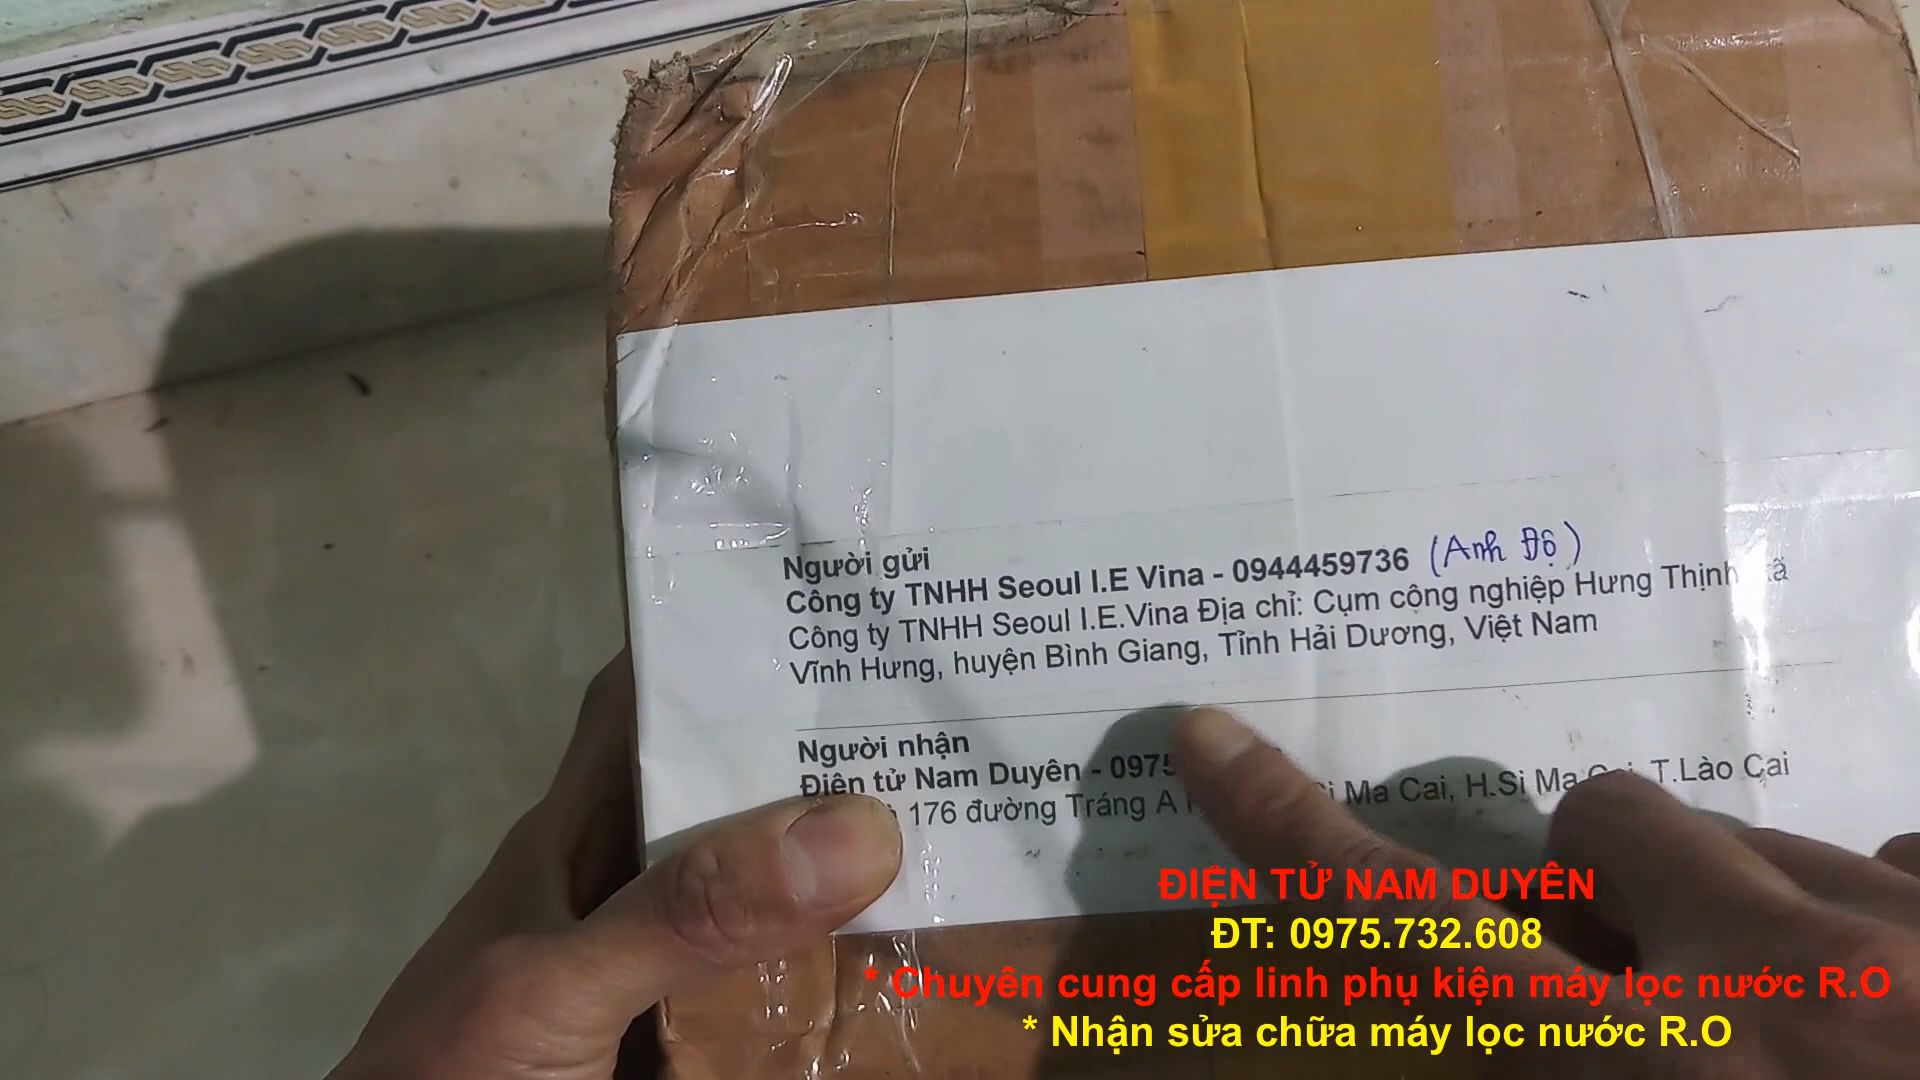 Người gửi
Công ty TNHH Seoul I.E Vina - 0944459736 (Anh Độ)
Công ty TNHH Seoul I.E.Vina Địa chỉ: Cụm công nghiệp Hưng Thịnh
Vĩnh Hưng, huyện Bình Giang, Tỉnh Hải Dương, Việt Nam
Người nhận
Điện tử Nam Duyên - 0975
176 đường Tráng A Ma Cai, H.Si Ma Cai, T.Lào Cai
ĐIỆN TỬ NAM DUYÊN
ĐT: 0975.732.608
* Chuyên cung cấp linh phụ kiện máy lọc nước R.O
* Nhận sửa chữa máy lọc nước R.O